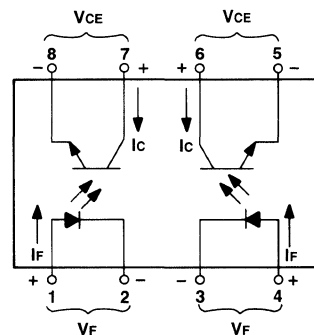 VCE VCE
8 7 6 5
− + + −
IC IC
IF IF
+ − − +
1 2 3 4
VF VF